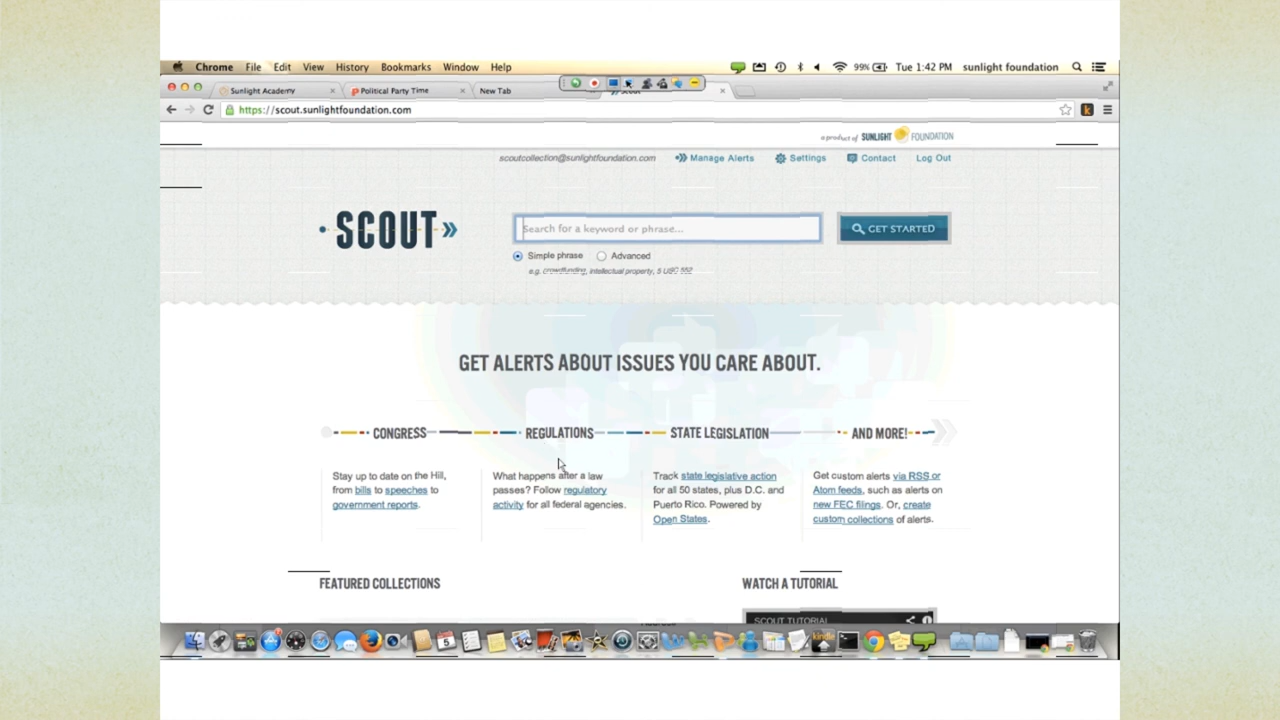 Chrome File Edit View History Bookmarks Window Help 99% Tue 1:42 PM sunlight foundation
Sunlight Academy Political Party Time New Tab
https://scout.sunlightfoundation.com
a product of SUNLIGHT FOUNDATION
scoutcollection@sunlightfoundation.com Manage Alerts Settings Contact Log Out
SCOUT
Search for a keyword or phrase...
GET STARTED
Simple phrase Advanced
e.g. crowdfunding, intellectual property, 5 USC 552
GET ALERTS ABOUT ISSUES YOU CARE ABOUT.
CONGRESS
Stay up to date on the Hill,
from bills to speeches to
government reports.
REGULATIONS
What happens after a law
passes? Follow regulatory
activity for all federal agencies.
STATE LEGISLATION
Track state legislative action
for all 50 states, plus D.C. and
Puerto Rico. Powered by
Open States.
AND MORE!
Get custom alerts via RSS or
Atom feeds, such as alerts on
new FEC filings. Or, create
custom collections of alerts.
FEATURED COLLECTIONS
WATCH A TUTORIAL
SCOUT TUTORIAL
5
kindle